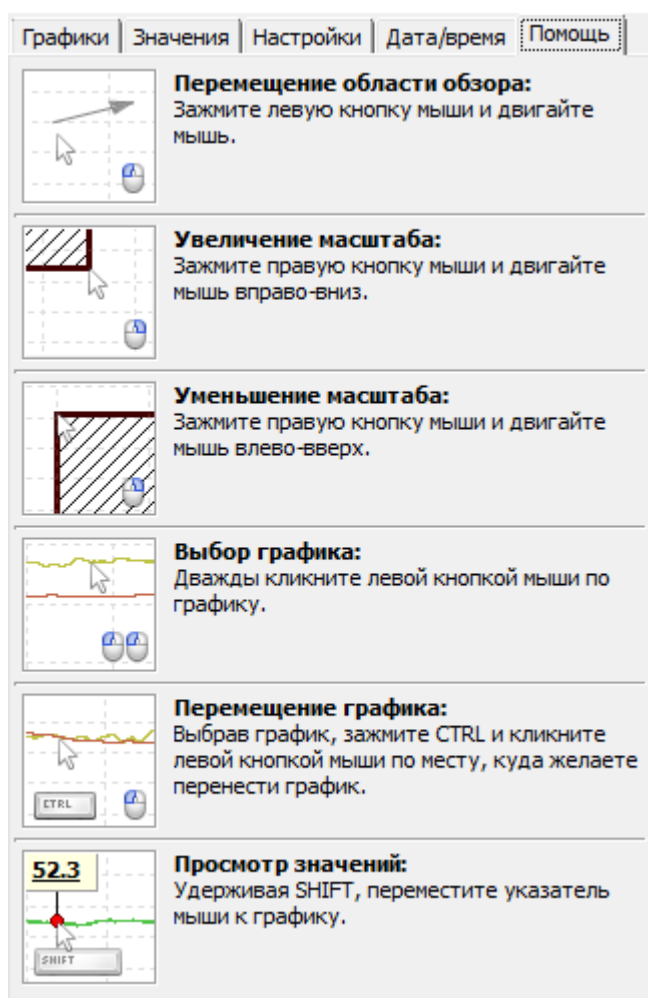 Графики Значения Настройки Дата/время Помощь
Перемещение области обзора:
Зажмите левую кнопку мыши и двигайте
мышь.
Увеличение масштаба:
Зажмите правую кнопку мыши и двигайте
мышь вправо-вниз.
Уменьшение масштаба:
Зажмите правую кнопку мыши и двигайте
мышь влево-вверх.
Выбор графика:
Дважды кликните левой кнопкой мыши по
графику.
Перемещение графика:
Выбрав график, зажмите CTRL и кликните
левой кнопкой мыши по месту, куда желаете
перенести график.
CTRL
52.3
Просмотр значений:
Удерживая SHIFT, переместите указатель
мыши к графику.
SHIFT